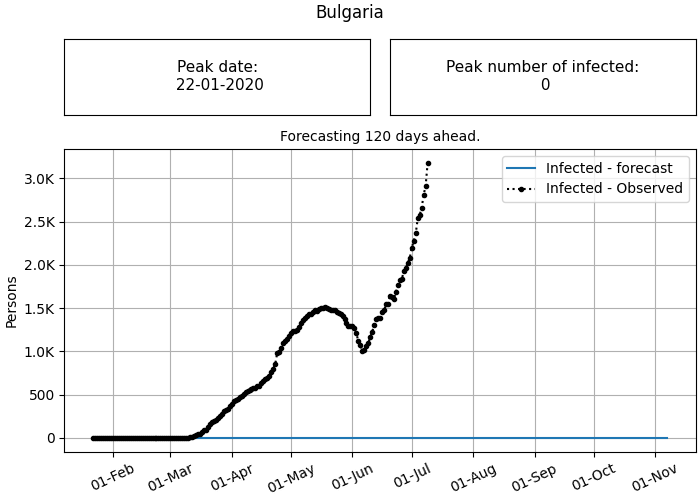 Bulgaria
Peak date:
22-01-2020
Peak number of infected:
0
Forecasting 120 days ahead.
Infected - forecast
Infected - Observed
Persons
3.0K
2.5K
2.0K
1.5K
1.0K
500
0
01-Feb
01-Mar
01-Apr
01-May
01-Jun
01-Jul
01-Aug
01-Sep
01-Oct
01-Nov